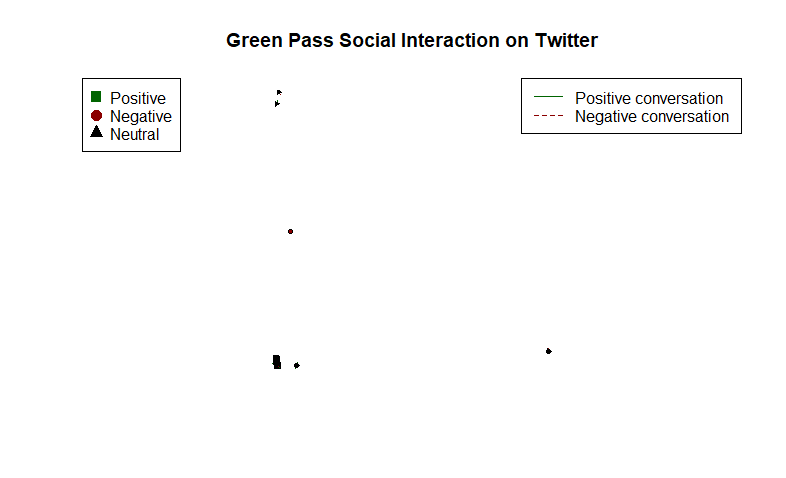 Green Pass Social Interaction on Twitter
Positive
Negative
Neutral
Positive conversation
Negative conversation